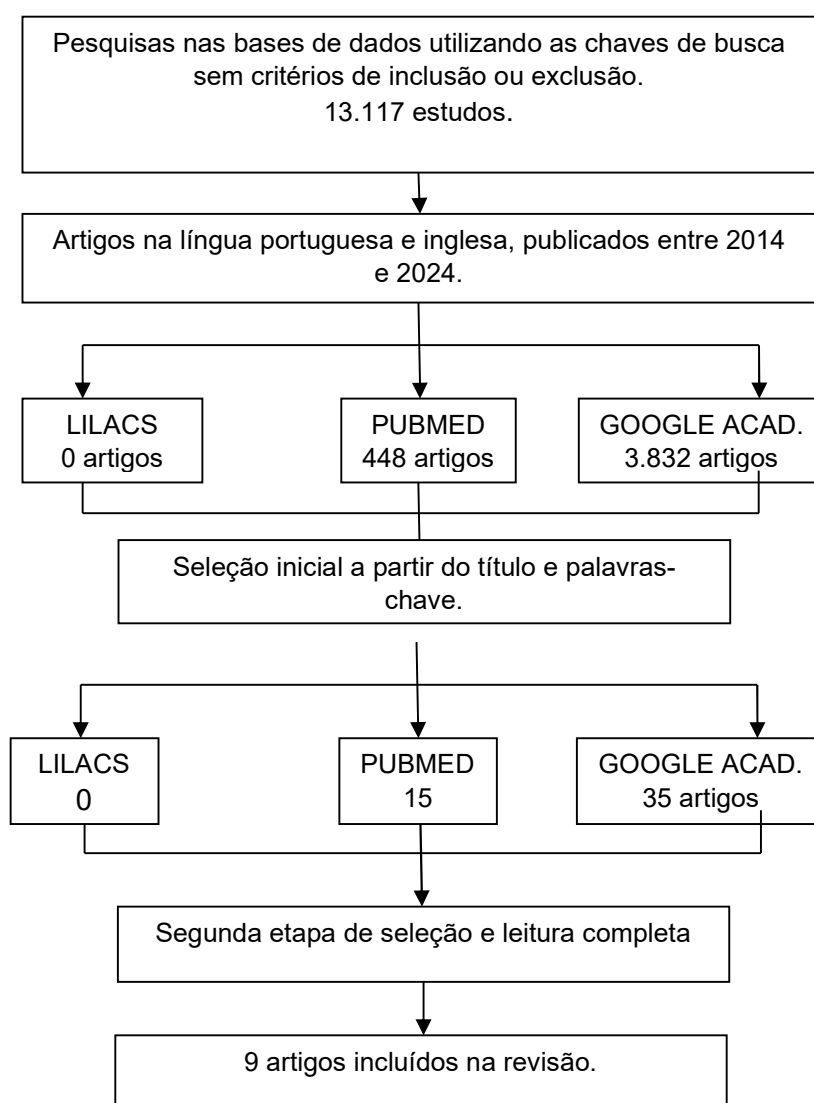 Pesquisas nas bases de dados utilizando as chaves de busca
sem critérios de inclusão ou exclusão.
13.117 estudos.
Artigos na língua portuguesa e inglesa, publicados entre 2014
e 2024.
LILACS
0 artigos
PUBMED
448 artigos
GOOGLE ACAD.
3.832 artigos
Seleção inicial a partir do título e palavras-
chave.
LILACS
0
PUBMED
15
GOOGLE ACAD.
35 artigos
Segunda etapa de seleção e leitura completa
9 artigos incluídos na revisão.